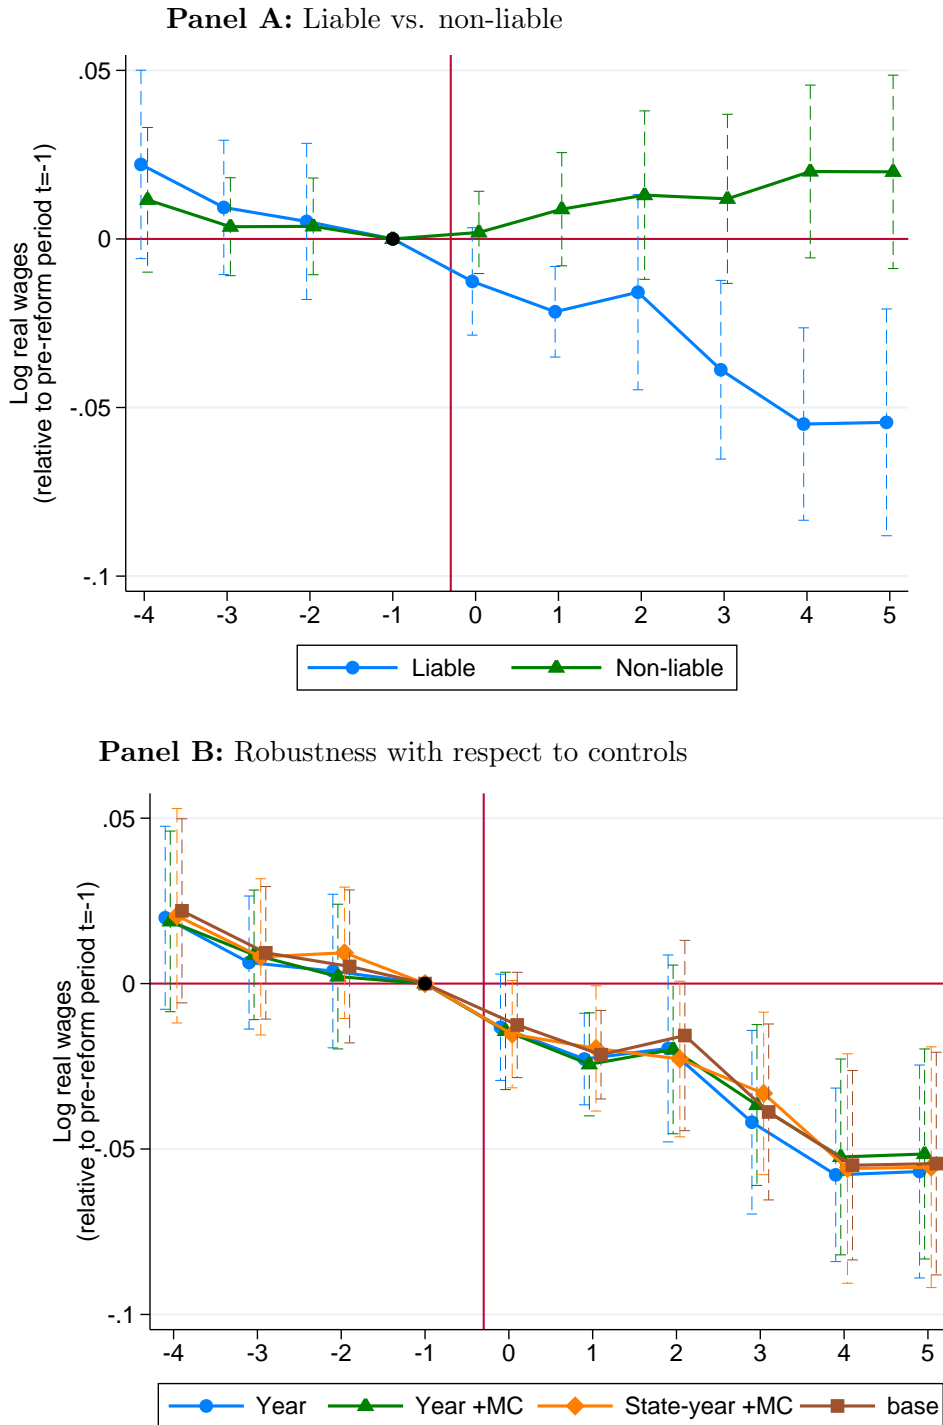 Panel A: Liable vs. non-liable
.05
0
-.05
-.1
Log real wages
(relative to pre-reform period t=-1)
-4 -3 -2 -1 0 1 2 3 4 5
Liable Non-liable
Panel B: Robustness with respect to controls
.05
0
-.05
-.1
Log real wages
(relative to pre-reform period t=-1)
-4 -3 -2 -1 0 1 2 3 4 5
Year Year +MC State-year +MC base